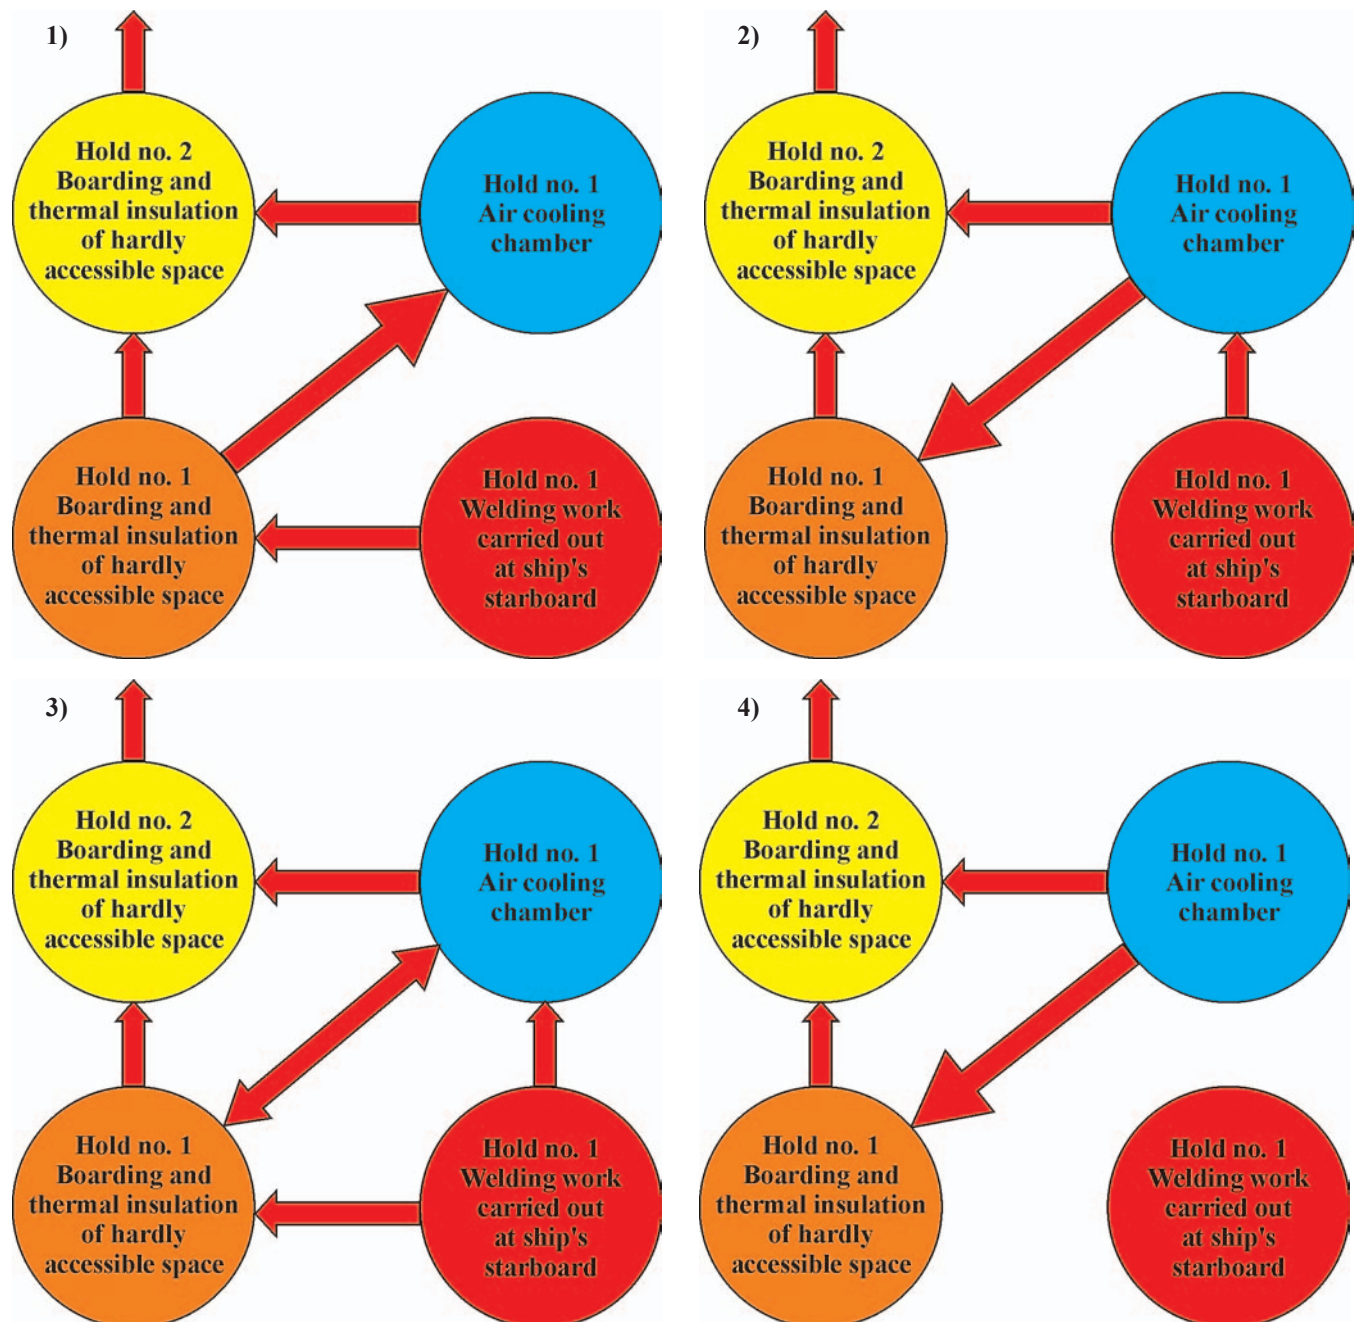 1)
Hold no. 2
Boarding and
thermal insulation
of hardly
accessible space
Hold no. 1
Air cooling
chamber
Hold no. 1
Boarding and
thermal insulation
of hardly
accessible space
Hold no. 1
Welding work
carried out
at ship's
starboard
2)
Hold no. 2
Boarding and
thermal insulation
of hardly
accessible space
Hold no. 1
Air cooling
chamber
Hold no. 1
Boarding and
thermal insulation
of hardly
accessible space
Hold no. 1
Welding work
carried out
at ship's
starboard
3)
Hold no. 2
Boarding and
thermal insulation
of hardly
accessible space
Hold no. 1
Air cooling
chamber
Hold no. 1
Boarding and
thermal insulation
of hardly
accessible space
Hold no. 1
Welding work
carried out
at ship's
starboard
4)
Hold no. 2
Boarding and
thermal insulation
of hardly
accessible space
Hold no. 1
Air cooling
chamber
Hold no. 1
Boarding and
thermal insulation
of hardly
accessible space
Hold no. 1
Welding work
carried out
at ship's
starboard